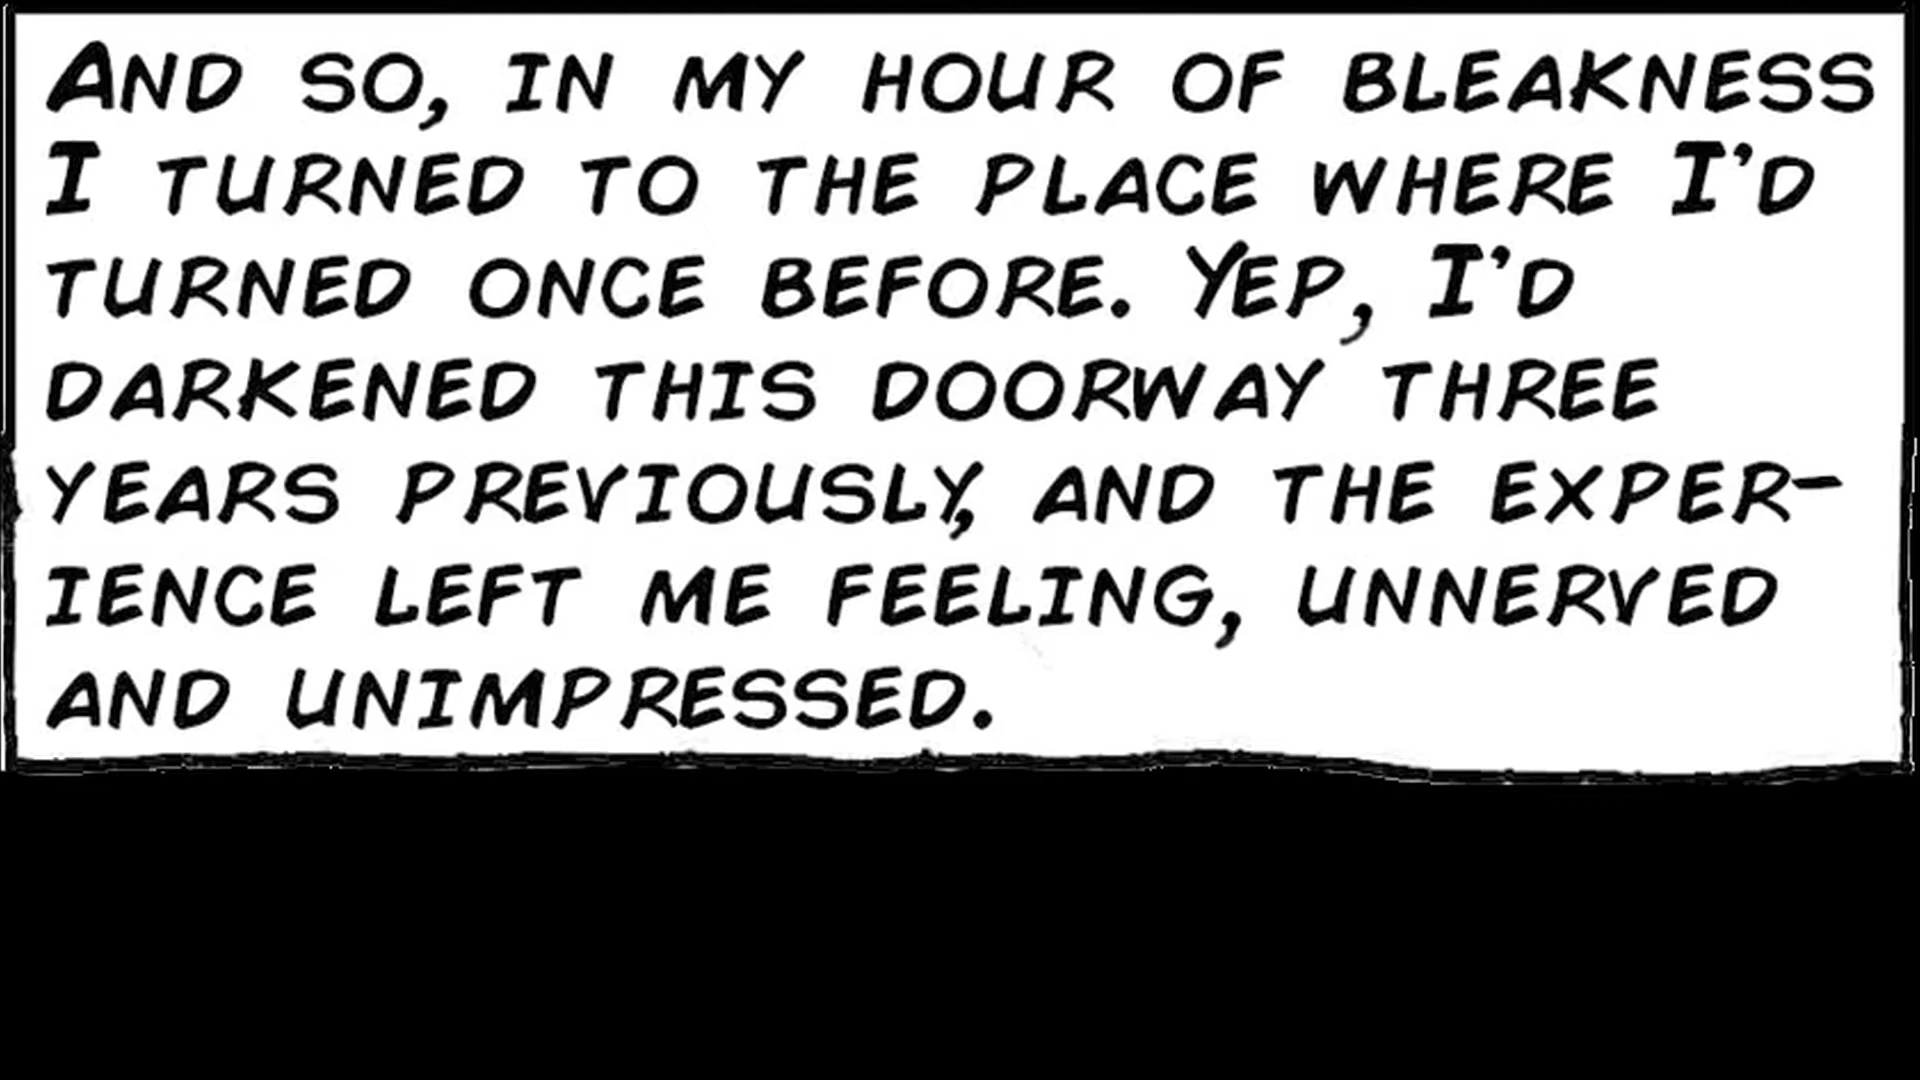 And so, in my hour of bleakness
I turned to the place where I'd
turned once before. Yep, I'd
darkened this doorway three
years previously, and the exper-
ience left me feeling, unnerved
and unimpressed.